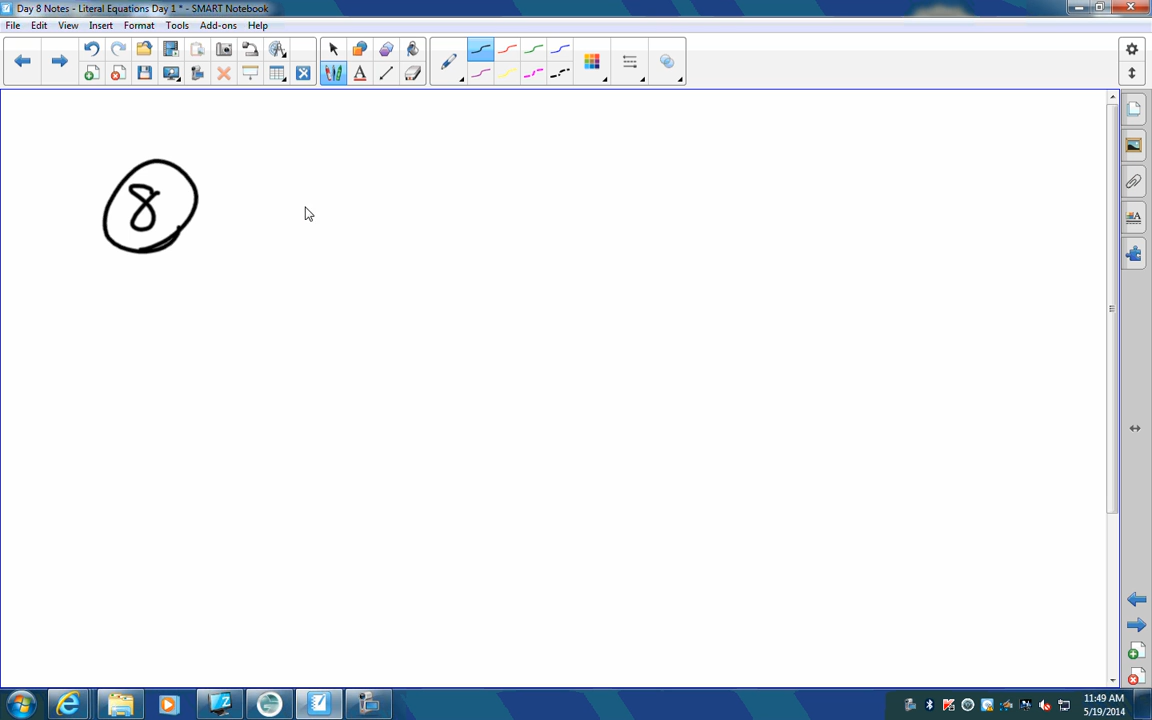 Day 8 Notes - Literal Equations Day 1 * - SMART Notebook
File Edit View Insert Format Tools Add-ons Help
8
11:49 AM
5/19/2014